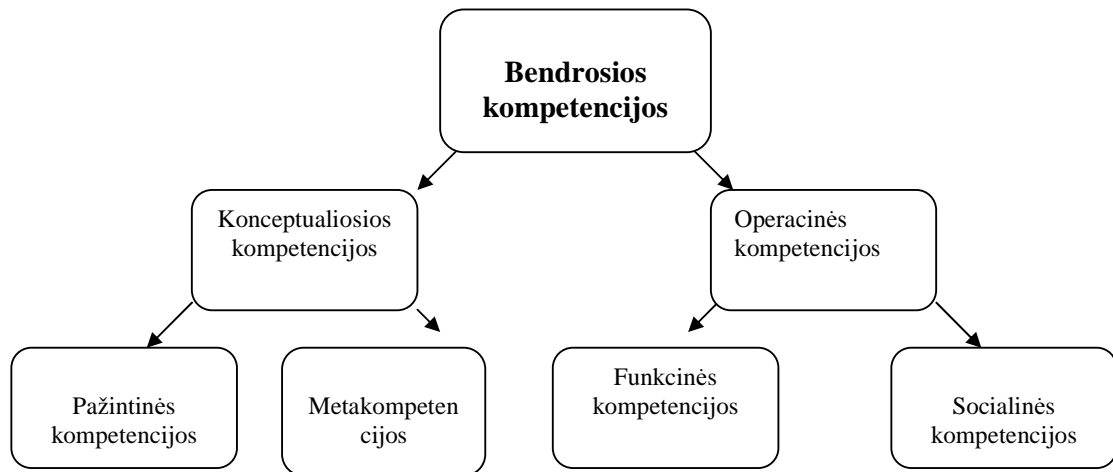 Bendrosios
kompetencijos
Konceptualiosios
kompetencijos
Operacinės
kompetencijos
Pažintinės
kompetencijos
Metakompeten
cijos
Funkcinės
kompetencijos
Socialinės
kompetencijos